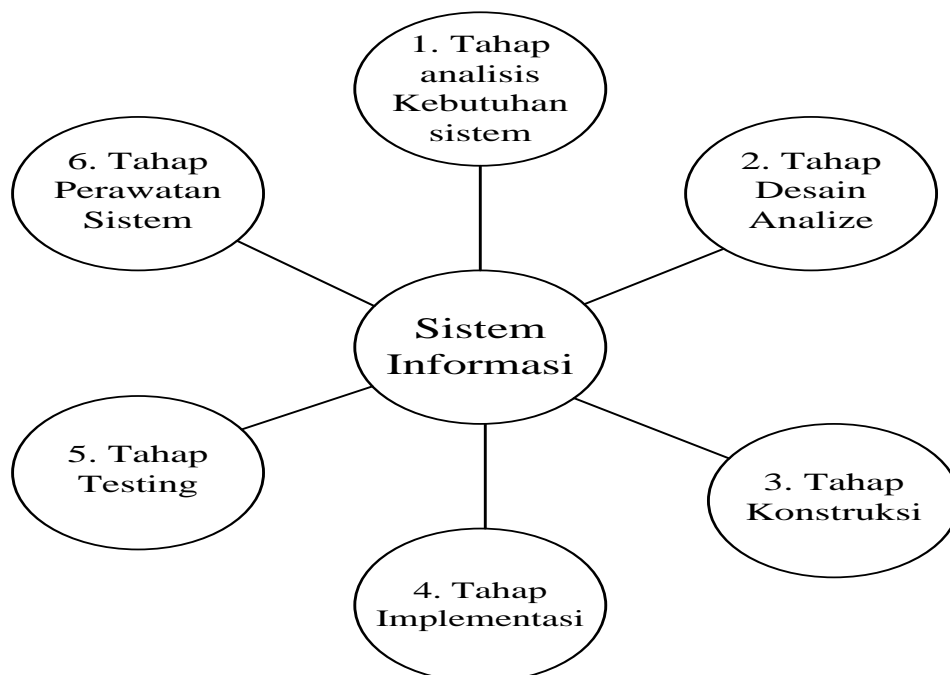 1. Tahap
analisis
Kebutuhan
sistem
2. Tahap
Desain
Analize
3. Tahap
Konstruksi
4. Tahap
Implementasi
5. Tahap
Testing
6. Tahap
Perawatan
Sistem
Sistem
Informasi